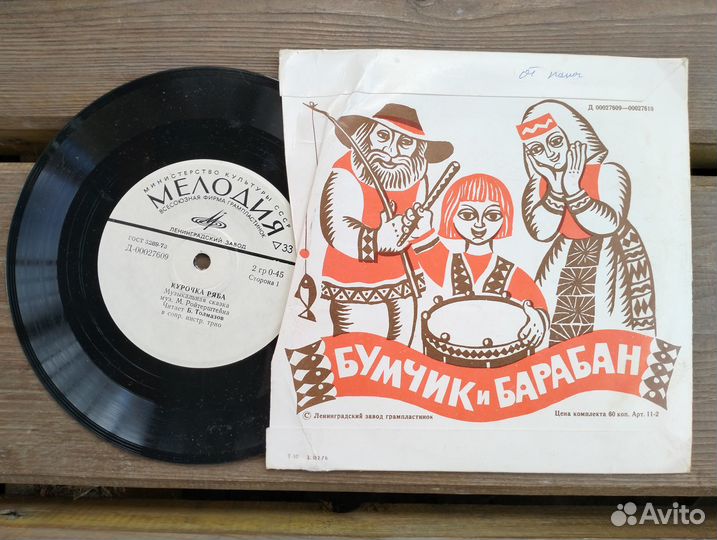 МИНИСТЕРСТВО КУЛЬТУРЫ СССР
МЕЛОДИЯ
ВСЕСОЮЗНАЯ ФИРМА ГРАМПЛАСТИНОК
ЛЕНИНГРАДСКИЙ ЗАВОД
33
ГОСТ 5289-73
Д-00027609
2 гр 0-45
Сторона 1
КУРОЧКА РЯБА
Музыкальная сказка
муз. М. Ройтерштейна
Читает Б. Толмазов
в сопр. инстр. трио
от
Д 00027609—00027610
БУМЧИК И БАРАБАН
© Ленинградский завод грампластинок
Цена комплекта 60 коп. Арт. 11-2
Avito